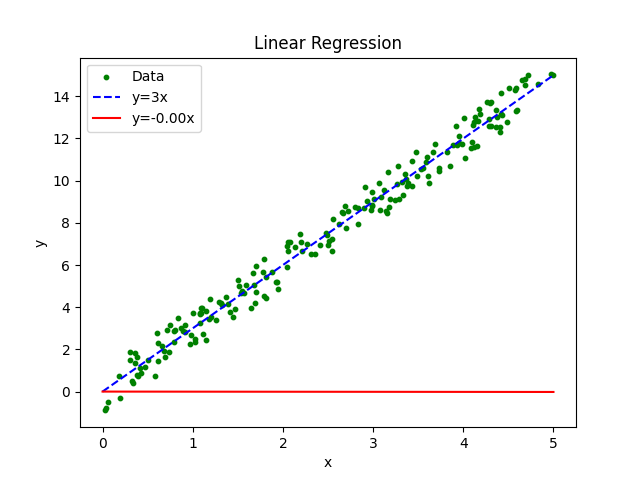 Linear Regression
Data
y=3x
y=-0.00x
14
12
10
8
6
4
2
0
y
0 1 2 3 4 5
x